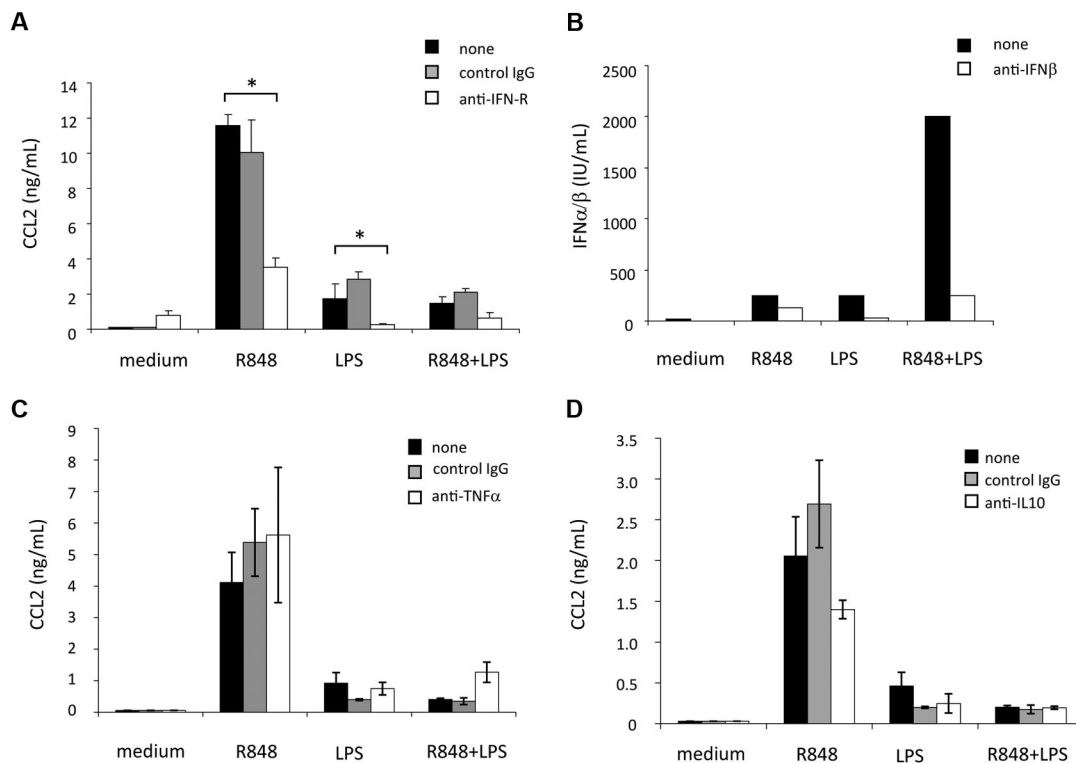 A
none
control IgG
anti-IFN-R
14
12
10
8
6
4
2
0
CCL2 (ng/mL)
*
*
medium R848 LPS R848+LPS
B
none
anti-IFNβ
2500
2000
1500
1000
500
0
IFNα/β (IU/mL)
medium R848 LPS R848+LPS
C
none
control IgG
anti-TNFα
9
8
7
6
5
4
3
2
1
0
CCL2 (ng/mL)
medium R848 LPS R848+LPS
D
none
control IgG
anti-IL10
3.5
3.0
2.5
2.0
1.5
1.0
0.5
0
CCL2 (ng/mL)
medium R848 LPS R848+LPS